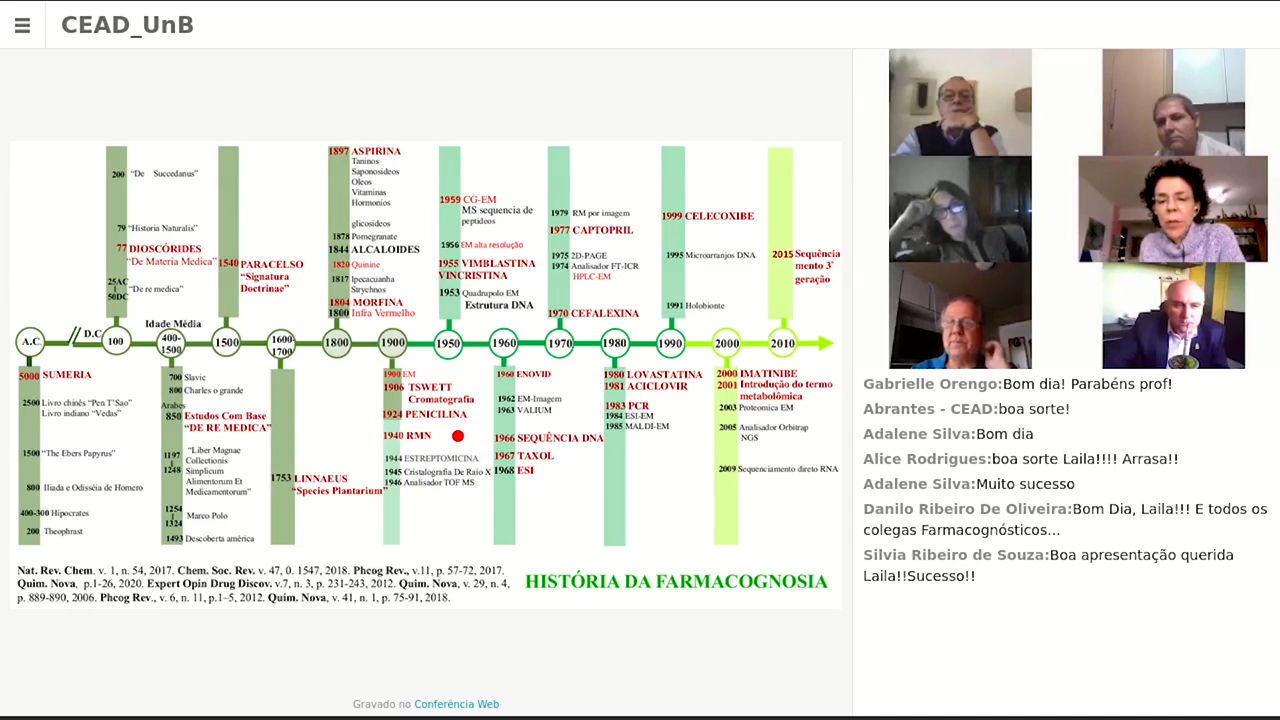 CEAD_UnB
1897 ASPIRINA
Taninos
Saponosideos
Oleos
Vitaminas
Hormonios
glicosideos
1878 Pomegranate
1844 ALCALOIDES
1820 Quinine
1817 Ipecacuanha
Strychnos
1804 MORFINA
1800 Infra Vermelho
200 "De Succedanus"
79 "Historia Naturalis"
77 DIOSCÓRIDES
"De Materia Medica"
25AC
50DC
"De re medica"
1540 PARACELSO
"Signatura
Doctrinae"
1959 CG-EM
MS sequencia de
peptideos
1956 EM alta resolução
1955 VIMBLASTINA
VINCRISTINA
1953 Quadrupolo EM
Estrutura DNA
1979 RM por imagem
1977 CAPTOPRIL
1975 2D-PAGE
1974 Analisador FT-ICR
HPLC-EM
1970 CEFALEXINA
1999 CELECOXIBE
1995 Microarranjos DNA
1991 Holobionte
2015 Sequência
mento 3ª
geração
A.C. // D.C 100 Idade Média 400-1500 1500 1600 1700 1800 1900 1950 1960 1970 1980 1990 2000 2010
5000 SUMERIA
2500 Livro chinês "Pen T'Sao"
Livro indiano "Vedas"
1500 "The Ebers Papyrus"
800 Iliada e Odisséia de Homero
400-300 Hipocrates
200 Theophrast
700 Slavic
800 Charles o grande
Arabes
850 Estudos Com Base
"DE RE MEDICA"
1197
1248
"Liber Magnae
Collectionis
Simplicum
Alimentorum Et
Medicamentorum"
1254
1324
Marco Polo
1493 Descoberta américa
1753 LINNAEUS
"Species Plantarium"
1900 EM
1906 TSWETT
Cromatografia
1924 PENICILINA
1940 RMN
1944 ESTREPTOMICINA
1945 Cristalografia De Raio X
1946 Analisador TOF MS
1960 ENOVID
1962 EM-Imagem
1963 VALIUM
1966 SEQUÊNCIA DNA
1967 TAXOL
1968 ESI
1980 LOVASTATINA
1981 ACICLOVIR
1983 PCR
1984 ESI-EM
1985 MALDI-EM
2000 IMATINIBE
2001 Introdução do termo
metabolômica
2003 Proteomica EM
2005 Analisador Orbitrap
NGS
2009 Sequenciamento direto RNA
Nat. Rev. Chem. v. 1, n. 54, 2017. Chem. Soc. Rev. v. 47, 0. 1547, 2018. Phcog Rev., v.11, p. 57-72, 2017.
Quim. Nova, p.1-26, 2020. Expert Opin Drug Discov. v.7, n. 3, p. 231-243, 2012. Quim. Nova, v. 29, n. 4,
p. 889-890, 2006. Phcog Rev., v. 6, n. 11, p.1–5, 2012. Quim. Nova, v. 41, n. 1, p. 75-91, 2018.
HISTÓRIA DA FARMACOGNOSIA
Gravado no Conferência Web
Gabrielle Orengo:Bom dia! Parabéns prof!
Abrantes - CEAD:boa sorte!
Adalene Silva:Bom dia
Alice Rodrigues:boa sorte Laila!!!! Arrasa!!
Adalene Silva:Muito sucesso
Danilo Ribeiro De Oliveira:Bom Dia, Laila!!! E todos os
colegas Farmacognósticos...
Silvia Ribeiro de Souza:Boa apresentação querida
Laila!!Sucesso!!